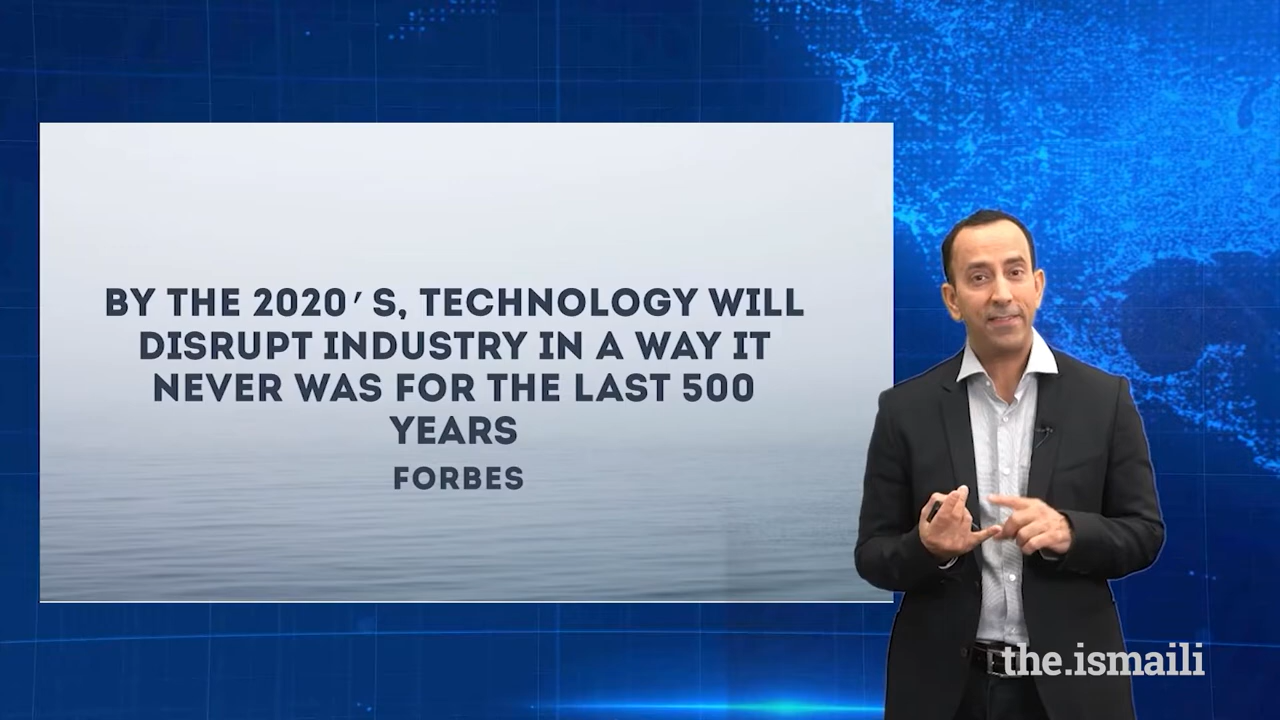 BY THE 2020's, TECHNOLOGY WILL
DISRUPT INDUSTRY IN A WAY IT
NEVER WAS FOR THE LAST 500
YEARS
FORBES
the.ismaili